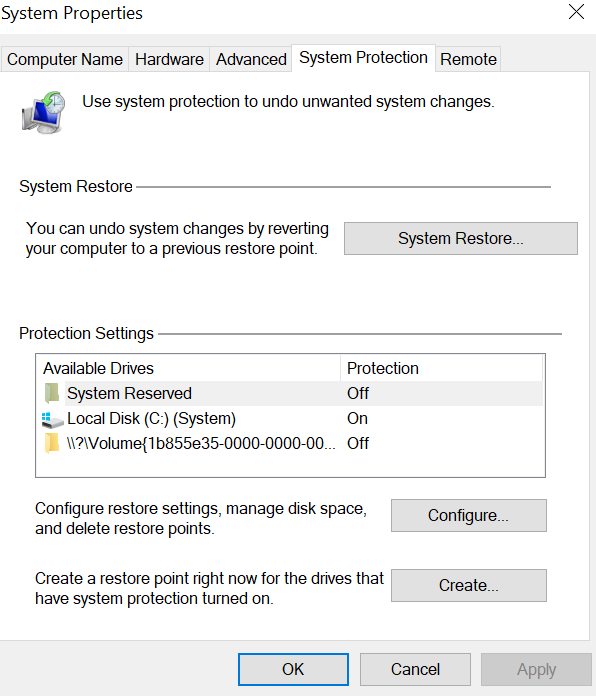 System Properties
Computer Name Hardware Advanced System Protection Remote
Use system protection to undo unwanted system changes.
System Restore
You can undo system changes by reverting
your computer to a previous restore point.
System Restore...
Protection Settings
Available Drives Protection
System Reserved Off
Local Disk (C:) (System) On
\\?\Volume{1b855e35-0000-0000-00... Off
Configure restore settings, manage disk space,
and delete restore points.
Configure...
Create a restore point right now for the drives that
have system protection turned on.
Create...
OK Cancel Apply